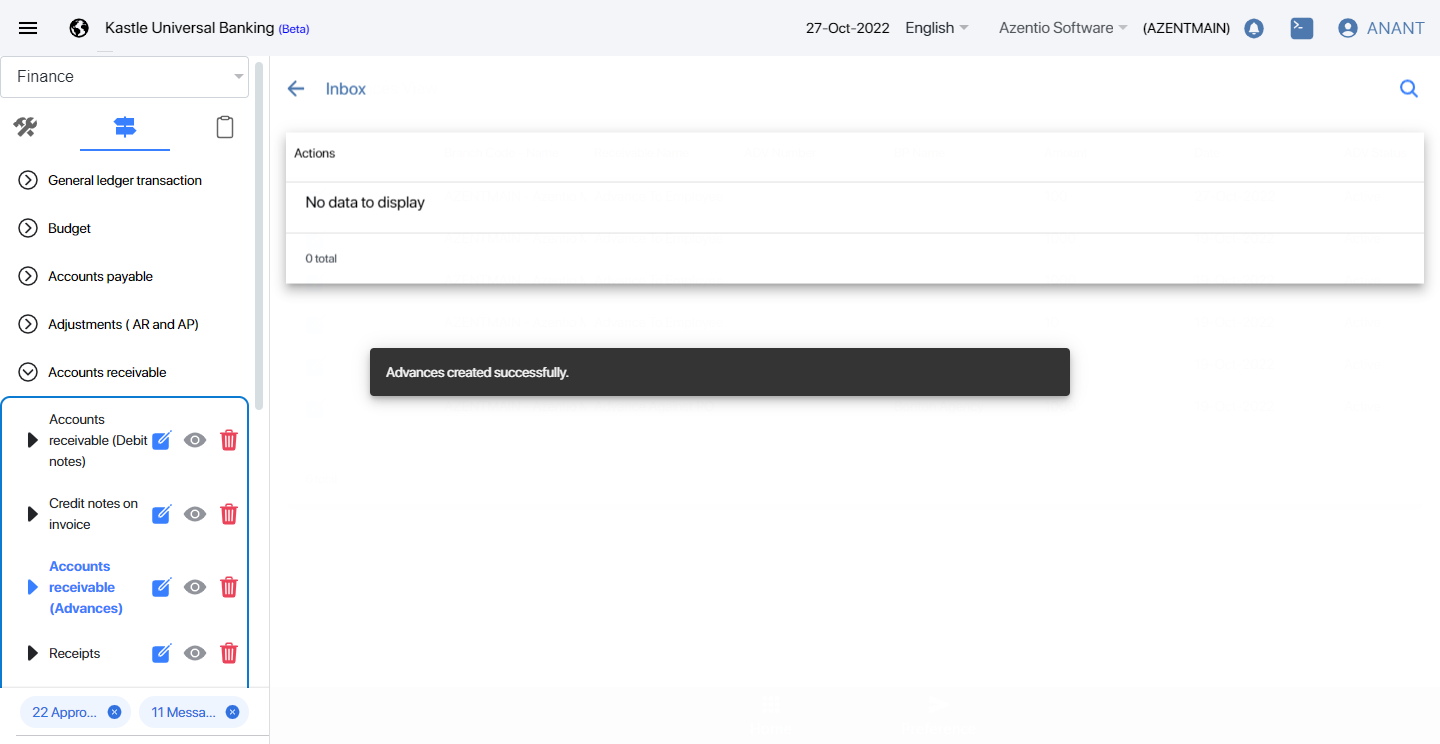 Kastle Universal Banking (Beta)
27-Oct-2022
English
Azentio Software
(AZENTMAIN)
ANANT
Finance
General ledger transaction
Budget
Accounts payable
Adjustments ( AR and AP)
Accounts receivable
Accounts
receivable (Debit
notes)
Credit notes on
invoice
Accounts
receivable
(Advances)
Receipts
22 Appro...
11 Messa...
Inbox
Actions
No data to display
0 total
Advances created successfully.